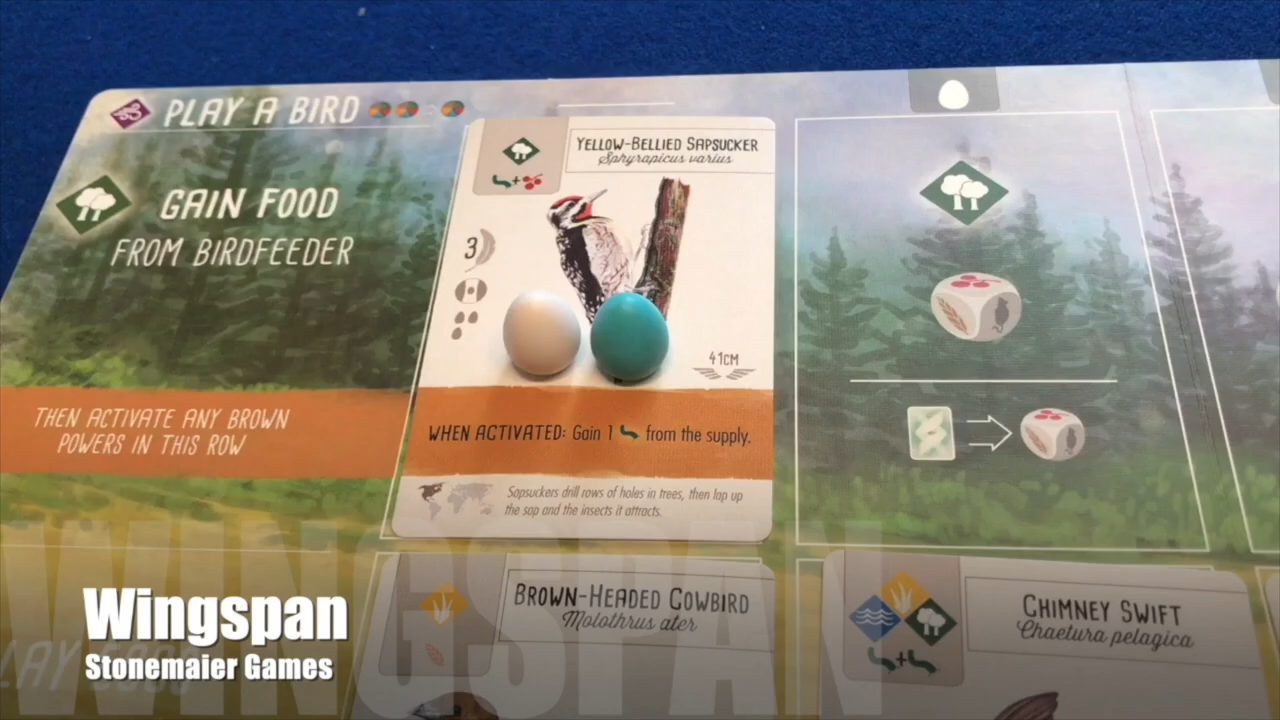 PLAY A BIRD
GAIN FOOD
FROM BIRDFEEDER
THEN ACTIVATE ANY BROWN
POWERS IN THIS ROW
YELLOW-BELLIED SAPSUCKER
Sphyrapicus varius
3
41CM
WHEN ACTIVATED: Gain 1 from the supply.
Sapsuckers drill rows of holes in trees, then lap up
the sap and the insects it attracts.
BROWN-HEADED COWBIRD
Molothrus ater
CHIMNEY SWIFT
Chaetura pelagica
WINGSPAN
Wingspan
Stonemaier Games